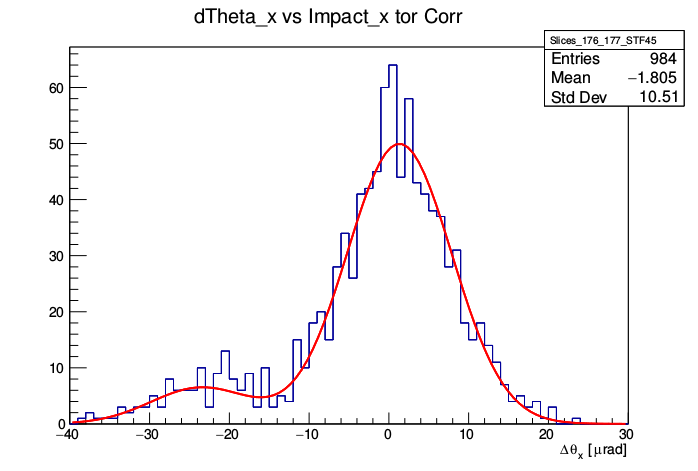 dTheta_x vs Impact_x tor Corr
Slices_176_177_STF45
Entries 984
Mean −1.805
Std Dev 10.51
60
50
40
30
20
10
0
−40 −30 −20 −10 0 10 20 30
Δθx [μrad]